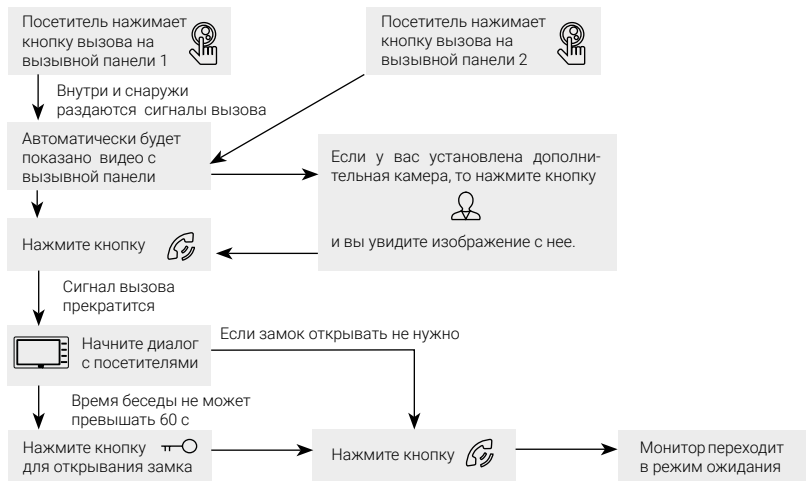 Посетитель нажимает
кнопку вызова на
вызывной панели 1
Посетитель нажимает
кнопку вызова на
вызывной панели 2
Внутри и снаружи
раздаются сигналы вызова
Автоматически будет
показано видео с
вызывной панели
Если у вас установлена дополни-
тельная камера, то нажмите кнопку
и вы увидите изображение с нее.
Нажмите кнопку
Сигнал вызова
прекратится
Начните диалог
с посетителями
Если замок открывать не нужно
Время беседы не может
превышать 60 с
Нажмите кнопку
для открывания замка
Нажмите кнопку
Монитор переходит
в режим ожидания